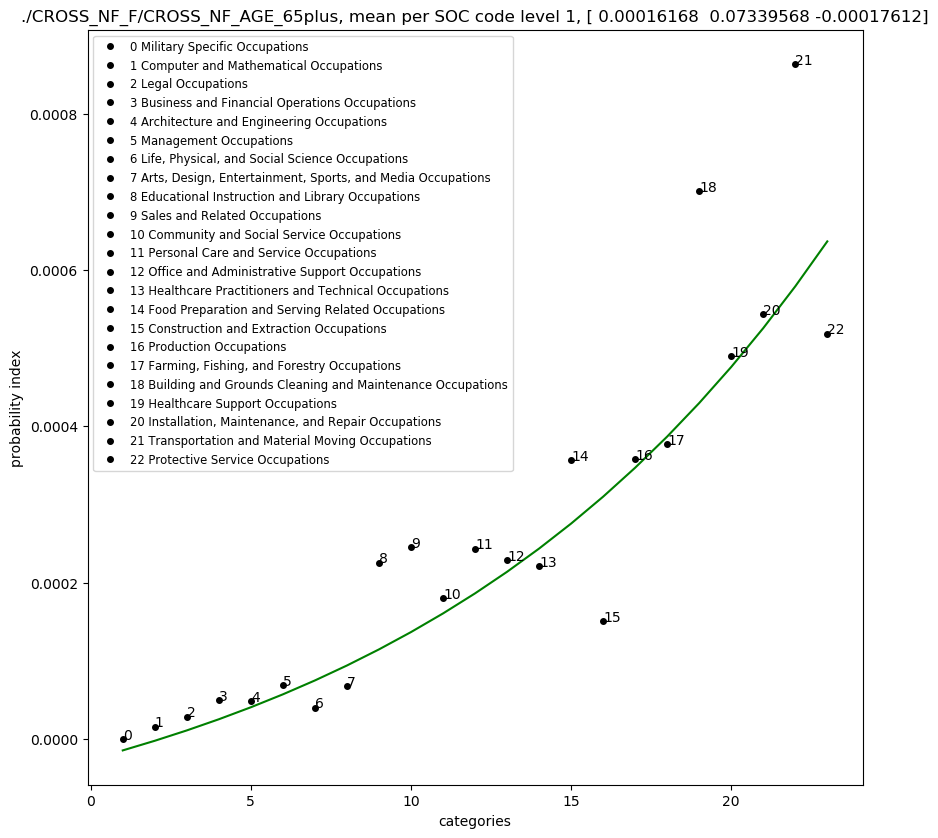 ./CROSS_NF_F/CROSS_NF_AGE_65plus, mean per SOC code level 1, [ 0.00016168  0.07339568 -0.00017612]
0 Military Specific Occupations
1 Computer and Mathematical Occupations
2 Legal Occupations
3 Business and Financial Operations Occupations
4 Architecture and Engineering Occupations
5 Management Occupations
6 Life, Physical, and Social Science Occupations
7 Arts, Design, Entertainment, Sports, and Media Occupations
8 Educational Instruction and Library Occupations
9 Sales and Related Occupations
10 Community and Social Service Occupations
11 Personal Care and Service Occupations
12 Office and Administrative Support Occupations
13 Healthcare Practitioners and Technical Occupations
14 Food Preparation and Serving Related Occupations
15 Construction and Extraction Occupations
16 Production Occupations
17 Farming, Fishing, and Forestry Occupations
18 Building and Grounds Cleaning and Maintenance Occupations
19 Healthcare Support Occupations
20 Installation, Maintenance, and Repair Occupations
21 Transportation and Material Moving Occupations
22 Protective Service Occupations
probability index
0.0008
0.0006
0.0004
0.0002
0.0000
0
1
2
3
4
5
6
7
8
9
10
11
12
13
14
15
16
17
18
19
20
21
22
0
5
10
15
20
categories